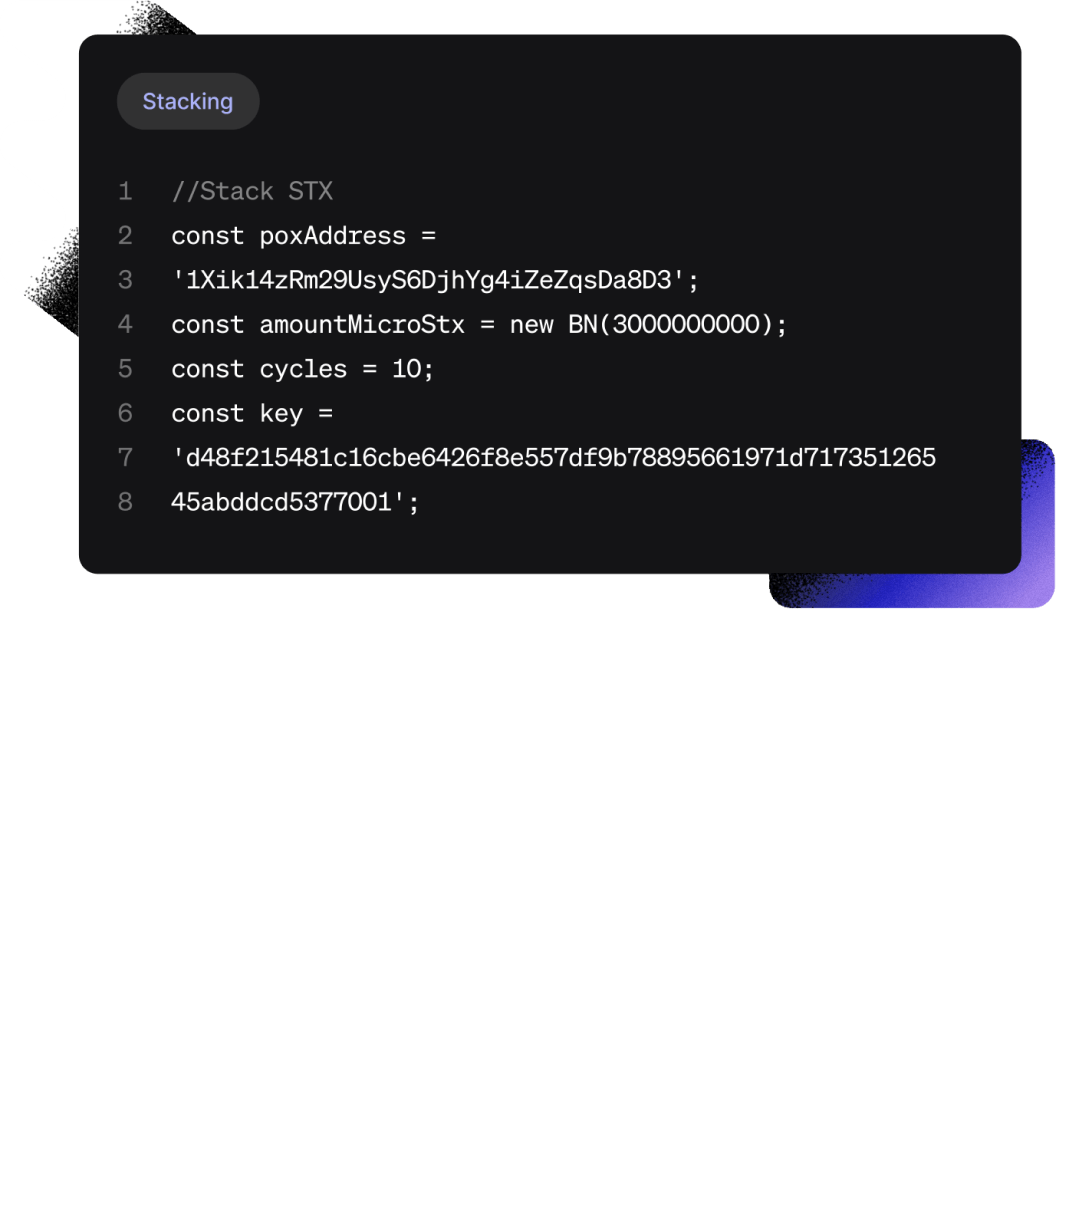 Stacking
1 //Stack STX
2 const poxAddress =
3 '1Xik14zRm29UsyS6DjhYg4iZeZqsDa8D3';
4 const amountMicroStx = new BN(3000000000);
5 const cycles = 10;
6 const key =
7 'd48f215481c16cbe6426f8e557df9b78895661971d717351265
8 45abddcd5377001';